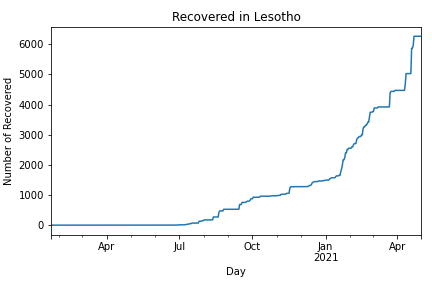 Recovered in Lesotho
Number of Recovered
6000
5000
4000
3000
2000
1000
0
Apr
Jul
Oct
Jan
2021
Apr
Day